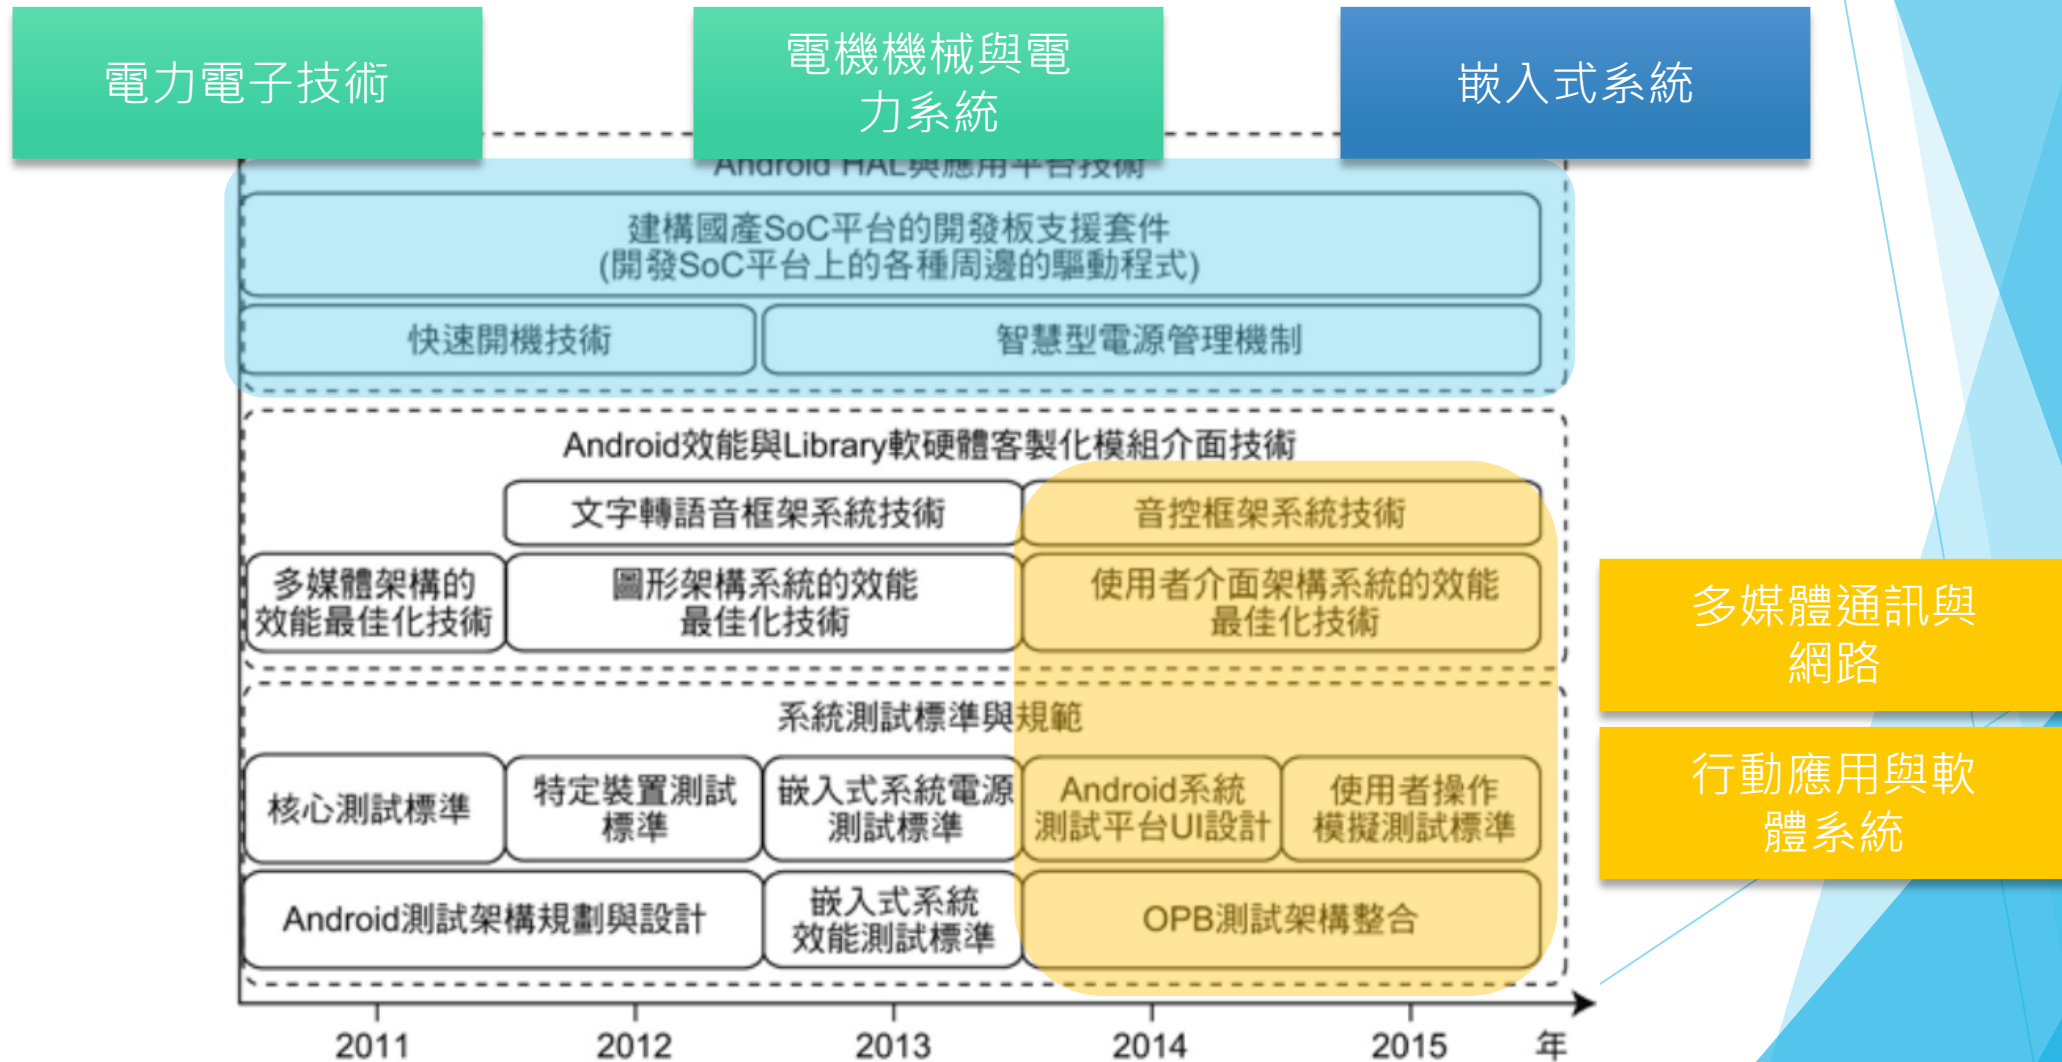 電力電子技術
電機機械與電
力系統
嵌入式系統
Android HAL與應用平台技術
建構國產SoC平台的開發板支援套件
(開發SoC平台上的各種周邊的驅動程式)
快速開機技術
智慧型電源管理機制
Android效能與Library軟硬體客製化模組介面技術
文字轉語音框架系統技術
音控框架系統技術
多媒體架構的
效能最佳化技術
圖形架構系統的效能
最佳化技術
使用者介面架構系統的效能
最佳化技術
多媒體通訊與
網路
系統測試標準與規範
核心測試標準
特定裝置測試
標準
嵌入式系統電源
測試標準
Android系統
測試平台UI設計
使用者操作
模擬測試標準
行動應用與軟
體系統
Android測試架構規劃與設計
嵌入式系統
效能測試標準
OPB測試架構整合
2011
2012
2013
2014
2015
年